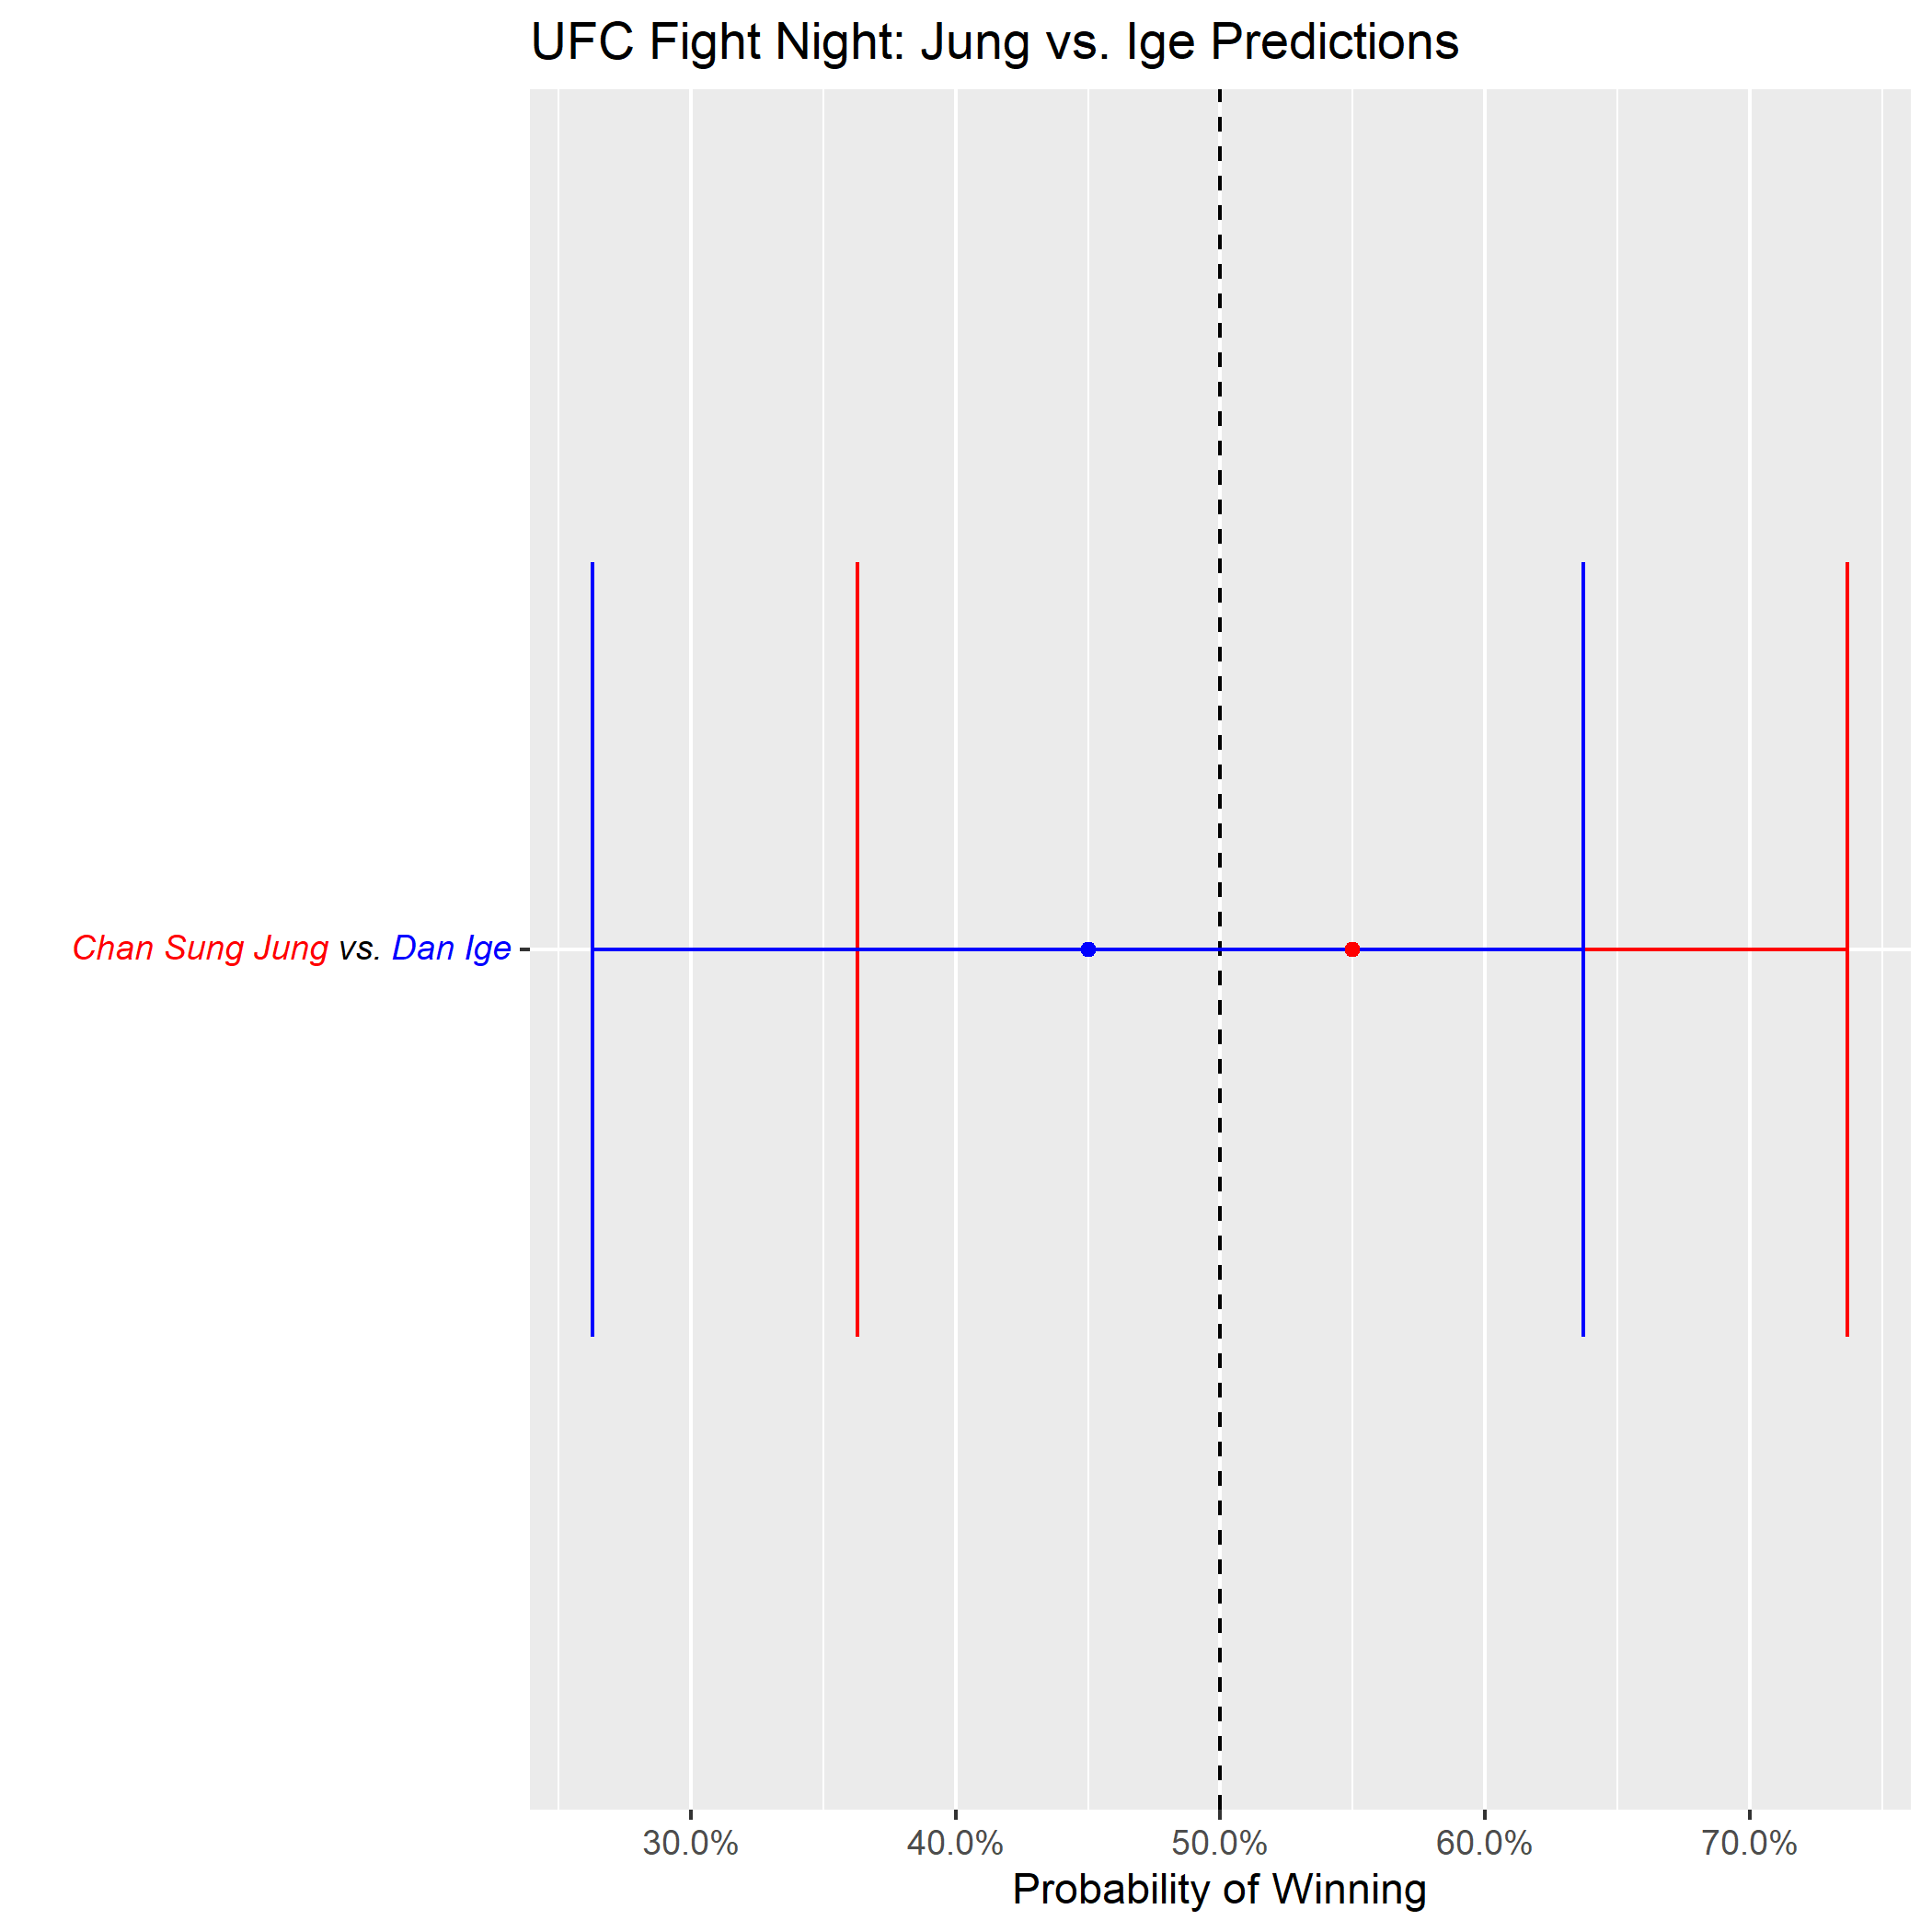 UFC Fight Night: Jung vs. Ige Predictions
Chan Sung Jung vs. Dan Ige
30.0% 40.0% 50.0% 60.0% 70.0%
Probability of Winning